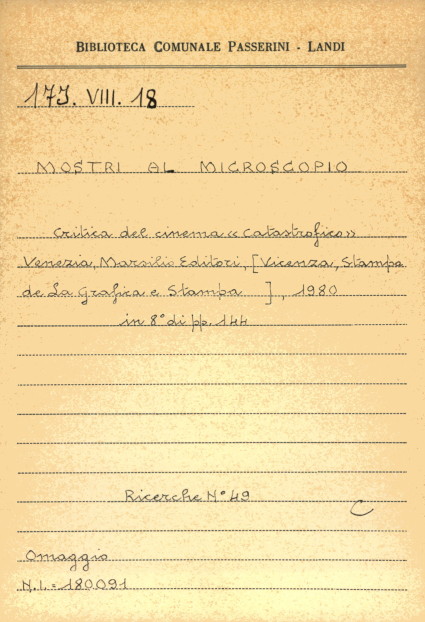 BIBLIOTECA COMUNALE PASSERINI - LANDI
17J. VIII. 18
MOSTRI AL MICROSCOPIO
Critica del cinema «catastrofico»
Venezia, Marsilio Editori, [Vicenza, Stampa
de La Grafica e Stampa ], 1980
in 8° di pp. 144
Ricerche N° 49
C
Omaggio
N.I. = 180091